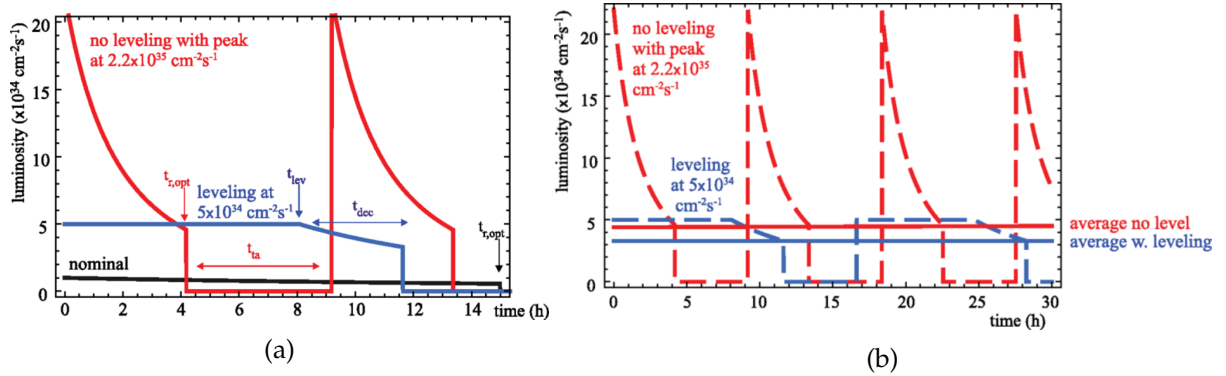 20
15
10
5
0
luminosity (x10³⁴ cm⁻²s⁻¹)
no leveling with peak
at 2.2x10³⁵ cm⁻²s⁻¹
t_r,opt
leveling at
5x10³⁴ cm⁻²s⁻¹
t_lev
t_dec
t_r,opt
t_ta
nominal
0 2 4 6 8 10 12 14 time (h)
(a)
20
15
10
5
0
luminosity (x10³⁴ cm⁻²s⁻¹)
no leveling
with peak
at 2.2x10³⁵
cm⁻²s⁻¹
leveling
at 5x10³⁴
cm⁻²s⁻¹
average no level
average w. leveling
0 5 10 15 20 25 30
time (h)
(b)